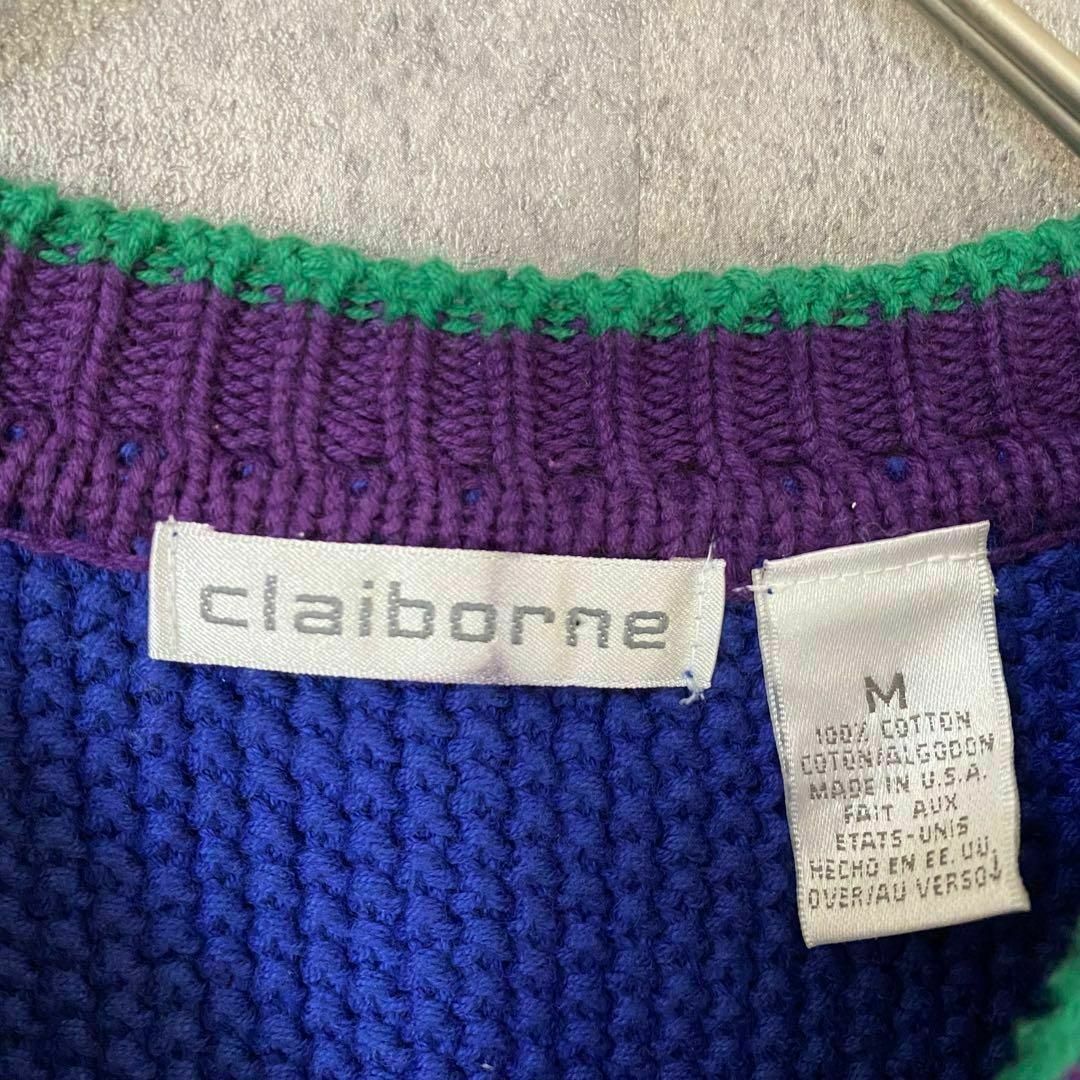 claiborne
M
100% COTTON
COTON/ALGODON
MADE IN U.S.A.
FAIT AUX
ETATS-UNIS
HECHO EN EE. UU.
OVER/AU VERSO↓